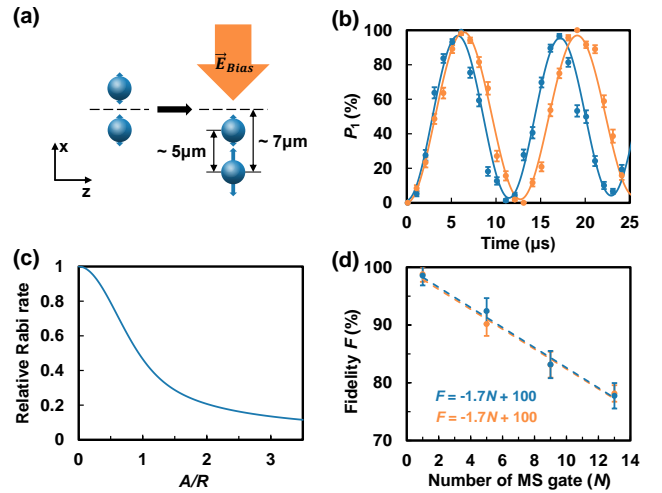 (a)
E⃗_Bias
~ 5μm
~ 7μm
x
z
(b)
P₁ (%)
100
80
60
40
20
0
0 5 10 15 20 25
Time (μs)
(c)
Relative Rabi rate
1
0.8
0.6
0.4
0.2
0
0 1 2 3
A/R
(d)
Fidelity F (%)
100
90
80
70
F = -1.7N + 100
F = -1.7N + 100
0 2 4 6 8 10 12 14
Number of MS gate (N)